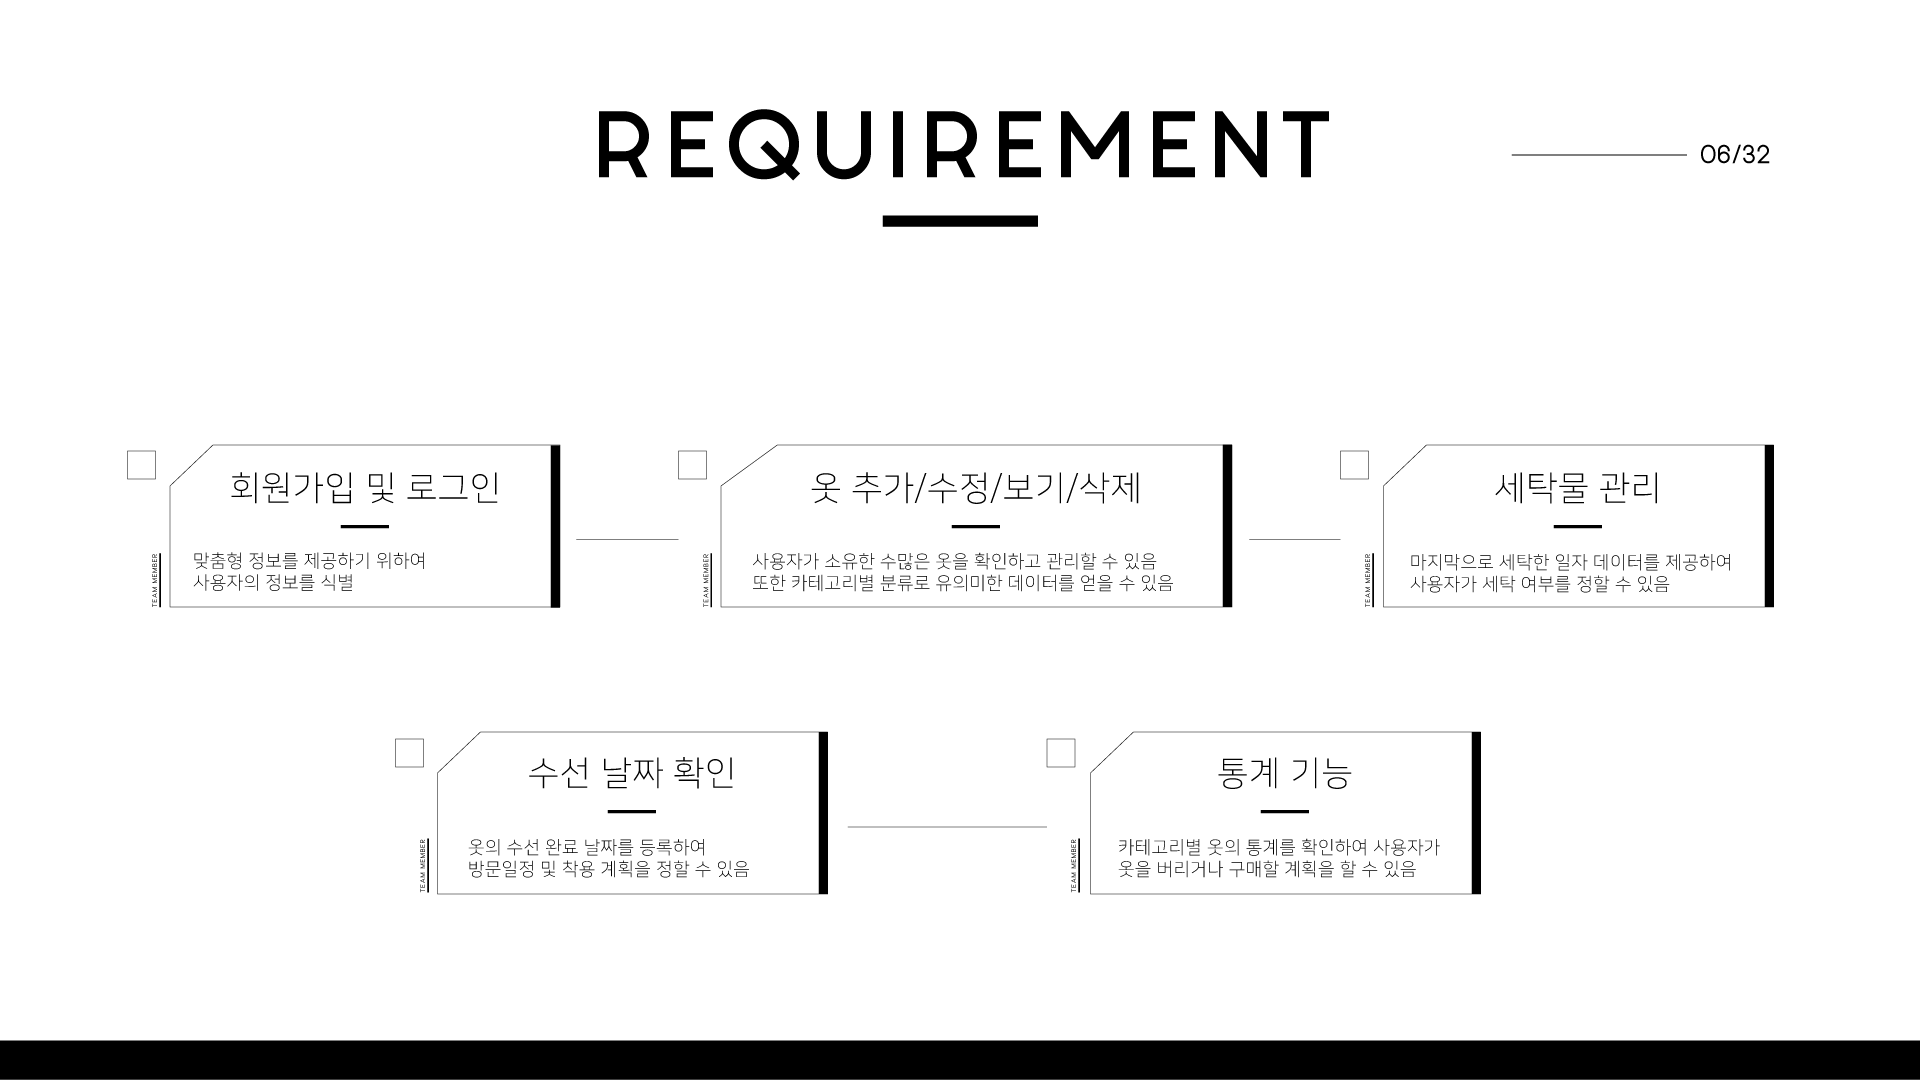 REQUIREMENT
06/32
회원가입 및 로그인
맞춤형 정보를 제공하기 위하여
사용자의 정보를 식별
TEAM MEMBER
옷 추가/수정/보기/삭제
사용자가 소유한 수많은 옷을 확인하고 관리할 수 있음
또한 카테고리별 분류로 유의미한 데이터를 얻을 수 있음
TEAM MEMBER
세탁물 관리
마지막으로 세탁한 일자 데이터를 제공하여
사용자가 세탁 여부를 정할 수 있음
TEAM MEMBER
수선 날짜 확인
옷의 수선 완료 날짜를 등록하여
방문일정 및 착용 계획을 정할 수 있음
TEAM MEMBER
통계 기능
카테고리별 옷의 통계를 확인하여 사용자가
옷을 버리거나 구매할 계획을 할 수 있음
TEAM MEMBER